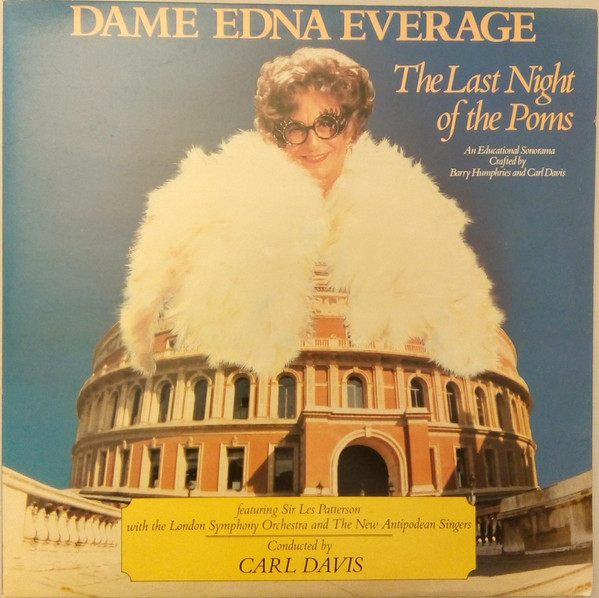 DAME EDNA EVERAGE
The Last Night
of the Poms
An Educational Sonorama
Crafted by
Barry Humphries and Carl Davis
featuring Sir Les Patterson
with the London Symphony Orchestra and The New Antipodean Singers
Conducted by
CARL DAVIS